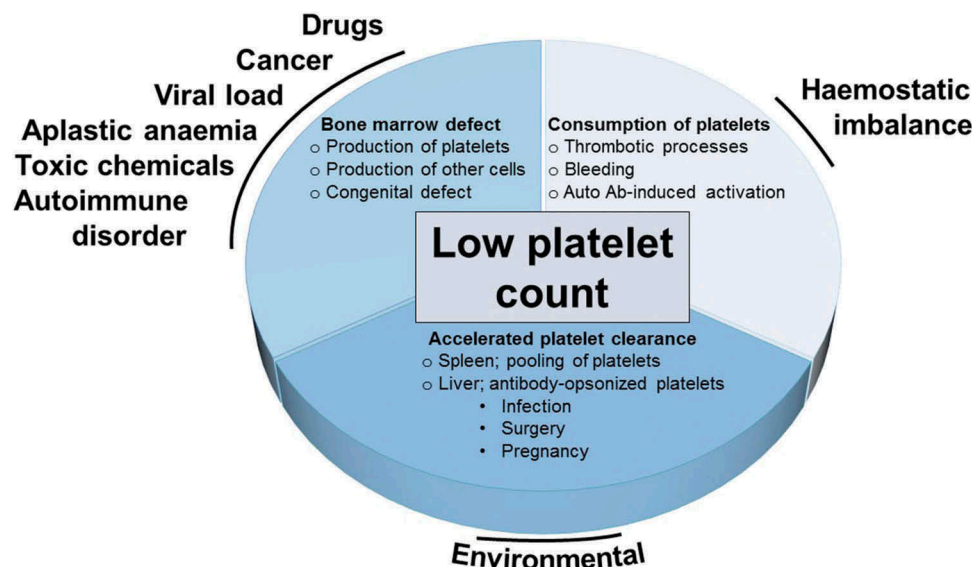 Drugs
Cancer
Viral load
Aplastic anaemia
Toxic chemicals
Autoimmune
disorder
Bone marrow defect
o Production of platelets
o Production of other cells
o Congenital defect
Consumption of platelets
o Thrombotic processes
o Bleeding
o Auto Ab-induced activation
Haemostatic
imbalance
Low platelet
count
Accelerated platelet clearance
o Spleen; pooling of platelets
o Liver; antibody-opsonized platelets
• Infection
• Surgery
• Pregnancy
Environmental